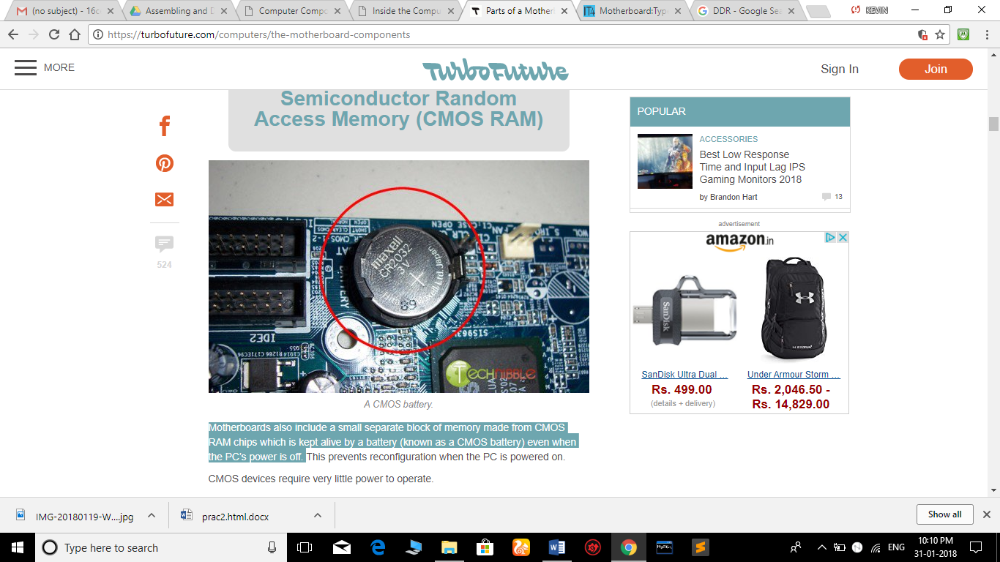 (no subject) - 16c
Assembling and D
Computer Compo
Inside the Compu
Parts of a Mother
Motherboard:Type
DDR - Google Sea
KEVIN
https://turbofuture.com/computers/the-motherboard-components
MORE
TurboFuture
Sign In
Join
Semiconductor Random
Access Memory (CMOS RAM)
524
maxell
CR2032
3V
Japan
BATTERY
IDE2
TECHNIBBLE
.com
A CMOS battery.
Motherboards also include a small separate block of memory made from CMOS
RAM chips which is kept alive by a battery (known as a CMOS battery) even when
the PC's power is off. This prevents reconfiguration when the PC is powered on.
CMOS devices require very little power to operate.
POPULAR
ACCESSORIES
Best Low Response
Time and Input Lag IPS
Gaming Monitors 2018
by Brandon Hart
13
advertisement
amazon.in
SanDisk
SanDisk Ultra Dual ...
Rs. 499.00
(details + delivery)
Under Armour Storm ...
Rs. 2,046.50 -
Rs. 14,829.00
IMG-20180119-W....jpg
prac2.html.docx
Show all
Type here to search
ENG
10:10 PM
31-01-2018